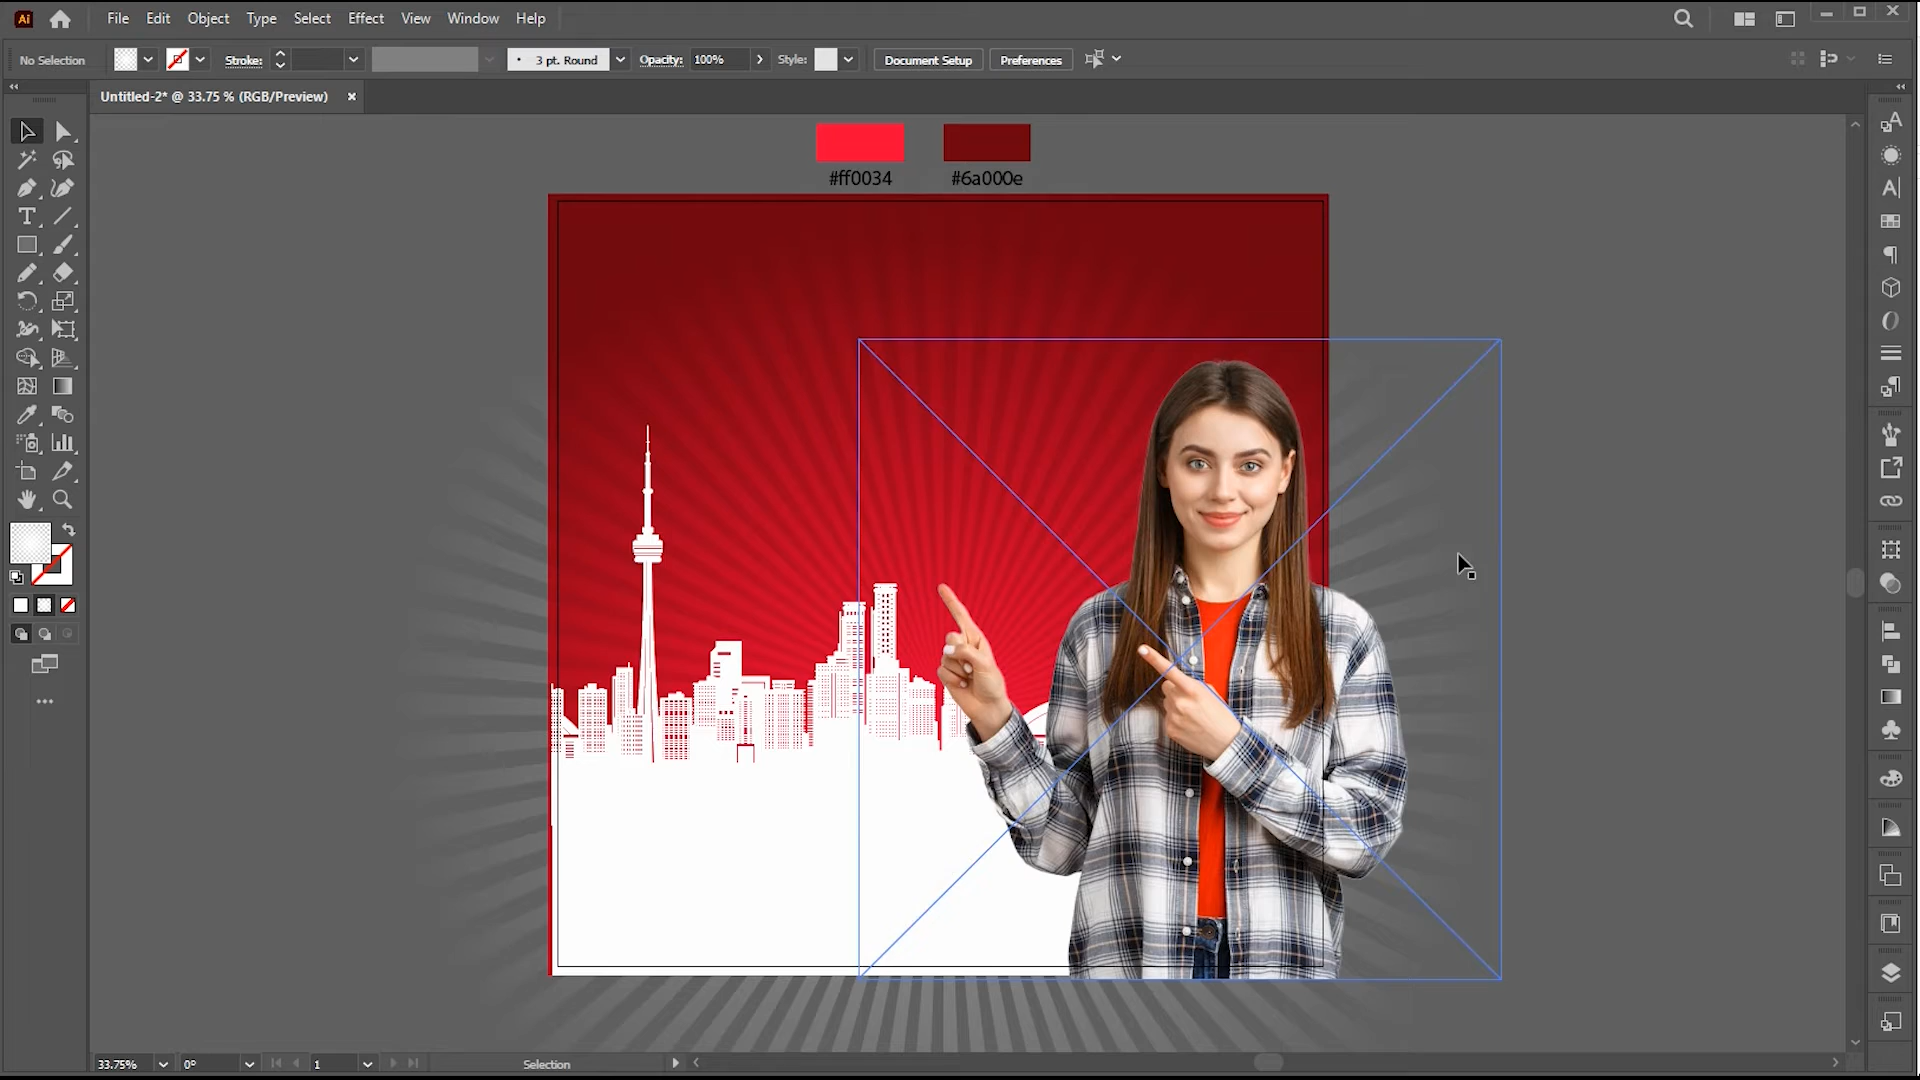 Ai File Edit Object Type Select Effect View Window Help
No Selection Stroke: 3 pt. Round Opacity: 100% Style: Document Setup Preferences
Untitled-2* @ 33.75 % (RGB/Preview)
#ff0034 #6a000e
33.75% 0° 1 Selection